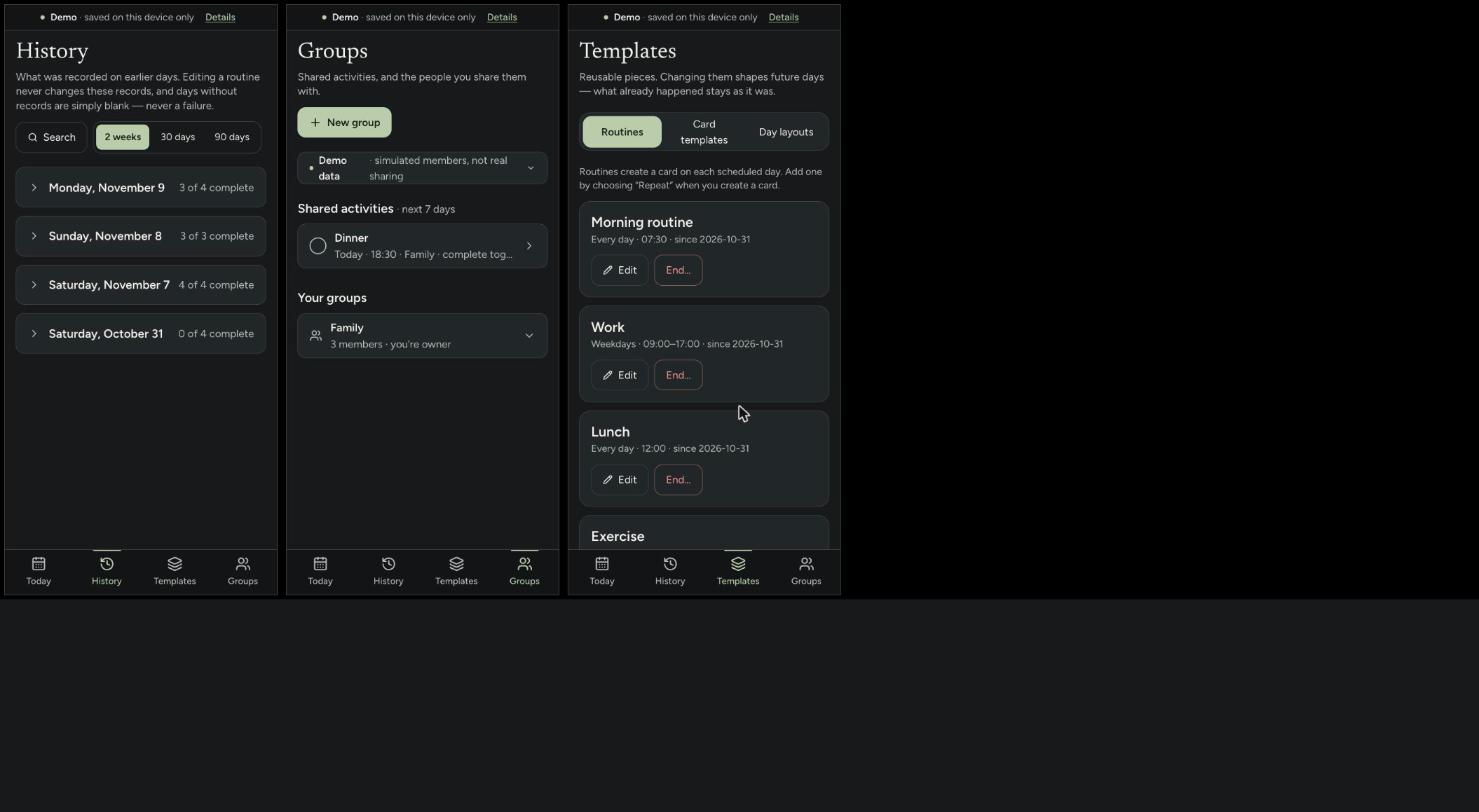 Demo · saved on this device only Details
History
What was recorded on earlier days. Editing a routine
never changes these records, and days without
records are simply blank — never a failure.
Search
2 weeks 30 days 90 days
Monday, November 9 3 of 4 complete
Sunday, November 8 3 of 3 complete
Saturday, November 7 4 of 4 complete
Saturday, October 31 0 of 4 complete
Today History Templates Groups
Demo · saved on this device only Details
Groups
Shared activities, and the people you share them
with.
New group
Demo
data
· simulated members, not real
sharing
Shared activities · next 7 days
Dinner
Today · 18:30 · Family · complete tog...
Your groups
Family
3 members · you're owner
Today History Templates Groups
Demo · saved on this device only Details
Templates
Reusable pieces. Changing them shapes future days
— what already happened stays as it was.
Routines
Card
templates
Day layouts
Routines create a card on each scheduled day. Add one
by choosing “Repeat” when you create a card.
Morning routine
Every day · 07:30 · since 2026-10-31
Edit End...
Work
Weekdays · 09:00–17:00 · since 2026-10-31
Edit End...
Lunch
Every day · 12:00 · since 2026-10-31
Edit End...
Exercise
Today History Templates Groups